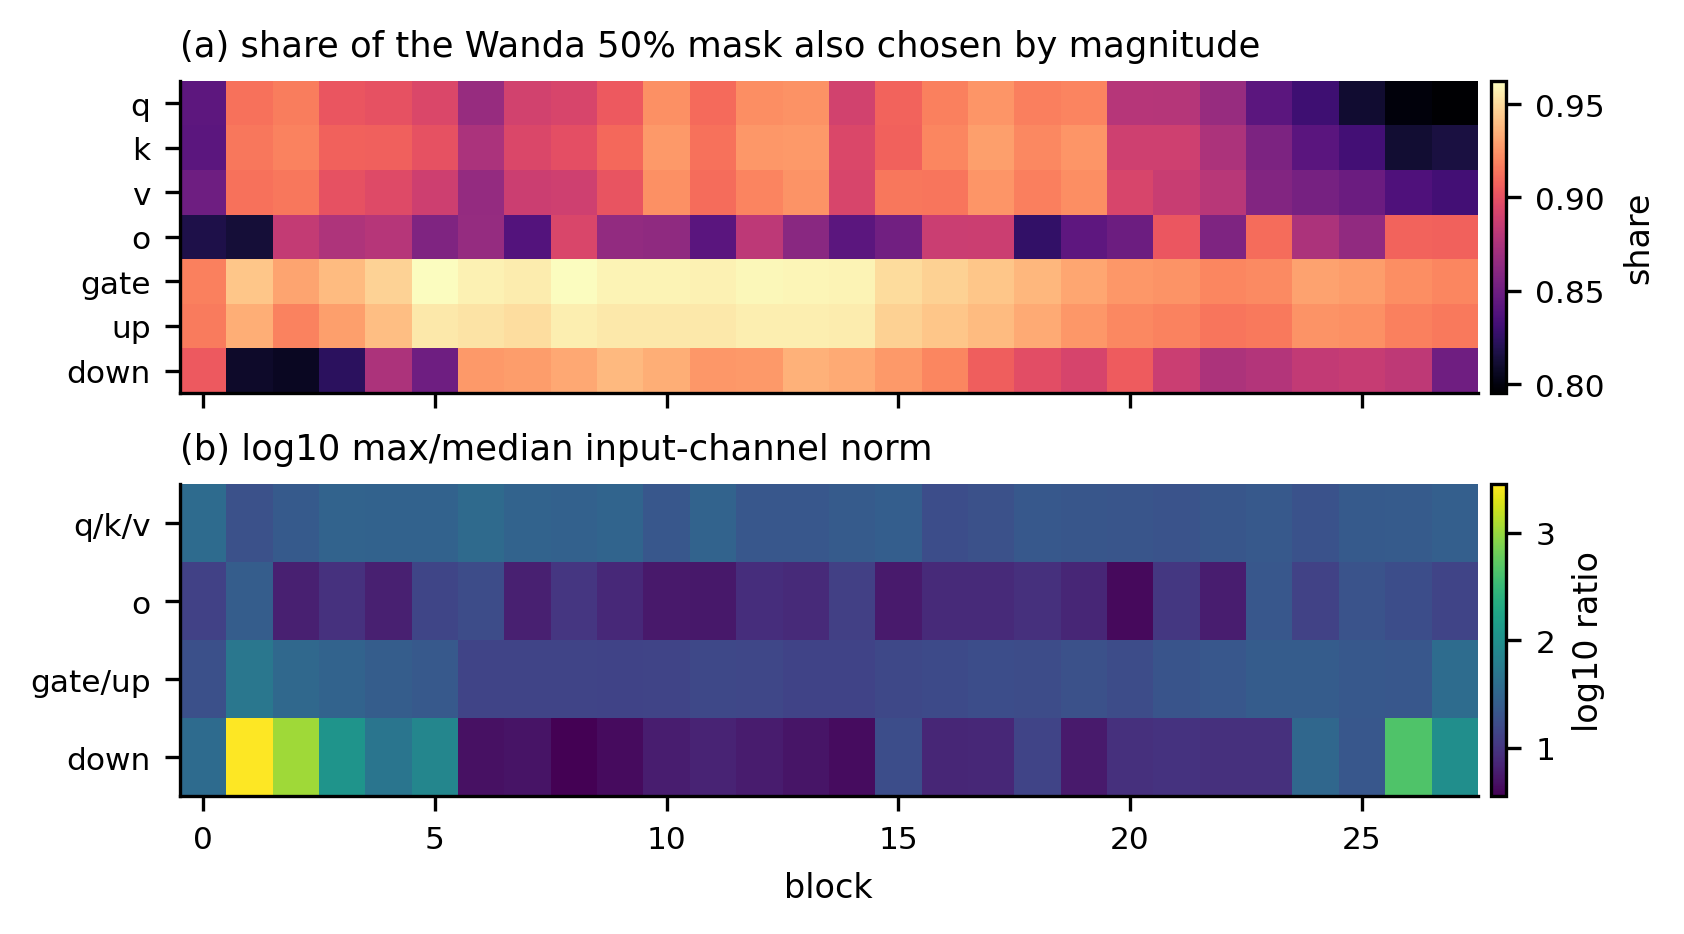 (a) share of the Wanda 50% mask also chosen by magnitude
q
k
v
o
gate
up
down
0.95
0.90
0.85
0.80
share
(b) log10 max/median input-channel norm
q/k/v
o
gate/up
down
3
2
1
log10 ratio
0 5 10 15 20 25
block